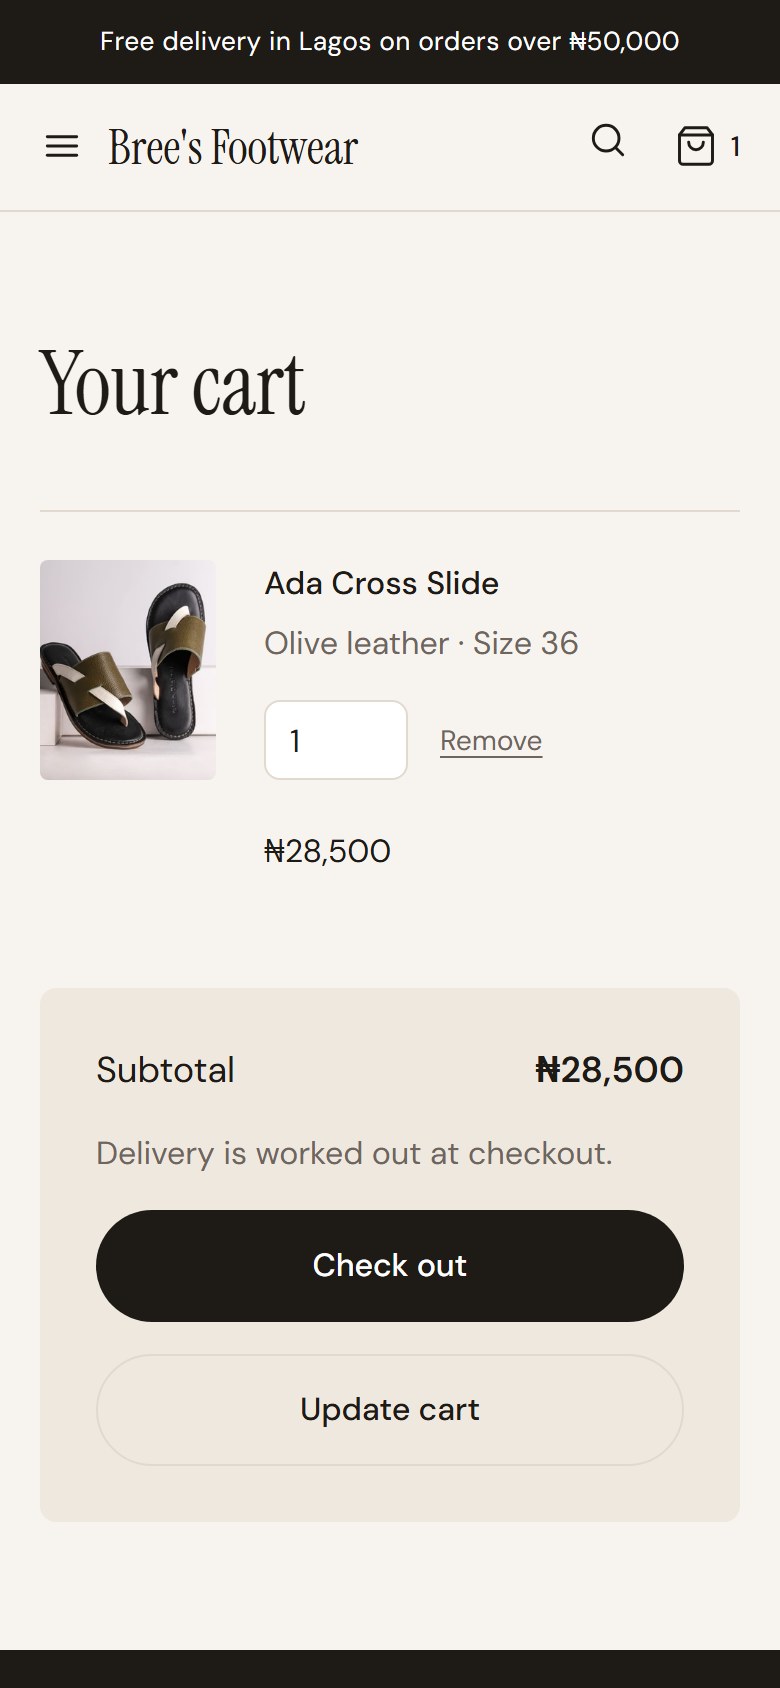 Free delivery in Lagos on orders over ₦50,000
Bree's Footwear
1
Your cart
Ada Cross Slide
Olive leather · Size 36
1
Remove
₦28,500
Subtotal
₦28,500
Delivery is worked out at checkout.
Check out
Update cart